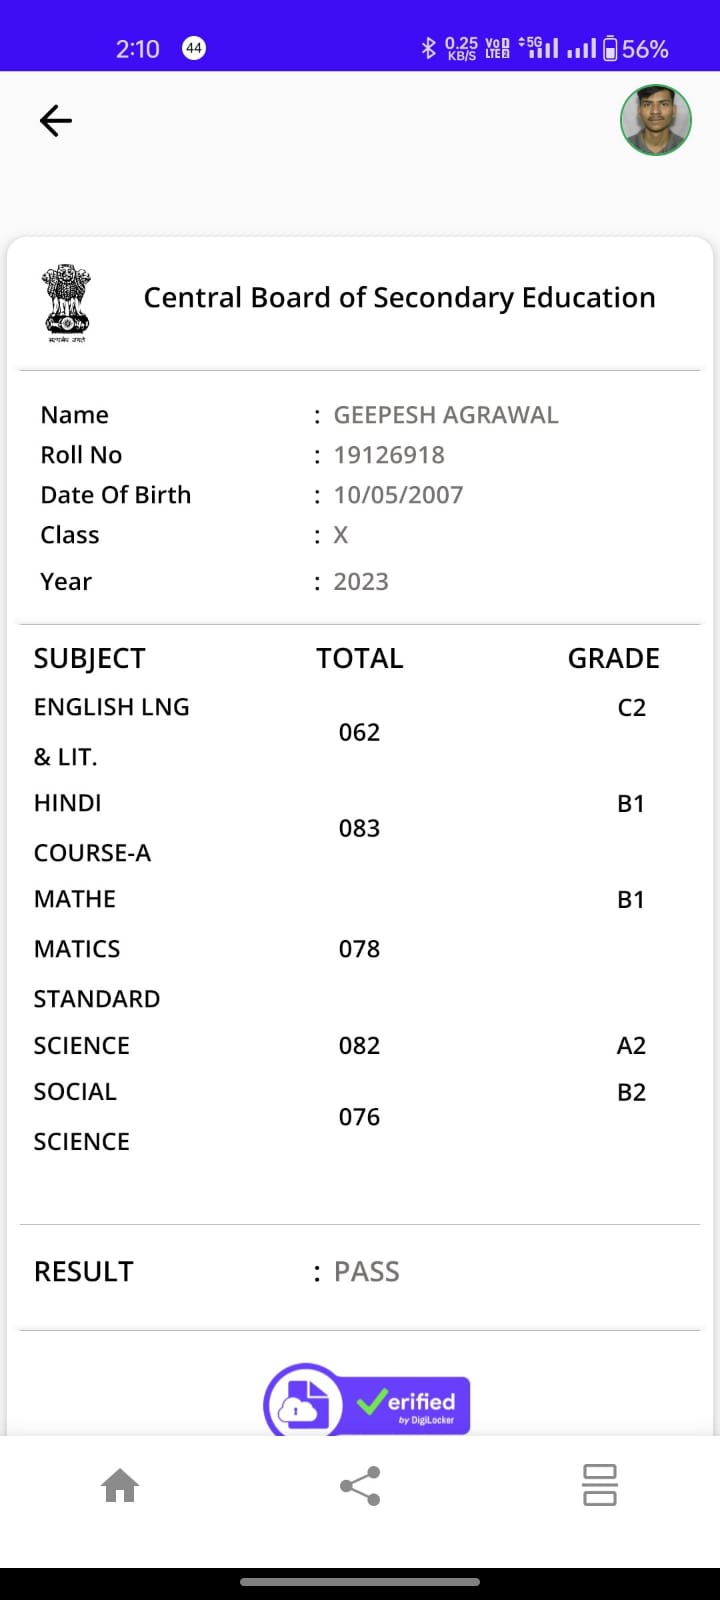 2:10 44 0.25 KB/S VoD LTE2 5G 56%
सत्यमेव जयते
Central Board of Secondary Education
Name : GEEPESH AGRAWAL
Roll No : 19126918
Date Of Birth : 10/05/2007
Class : X
Year : 2023
SUBJECT TOTAL GRADE
ENGLISH LNG C2
062
& LIT.
HINDI B1
083
COURSE-A
MATHE B1
MATICS 078
STANDARD
SCIENCE 082 A2
SOCIAL B2
076
SCIENCE
RESULT : PASS
Verified
by DigiLocker